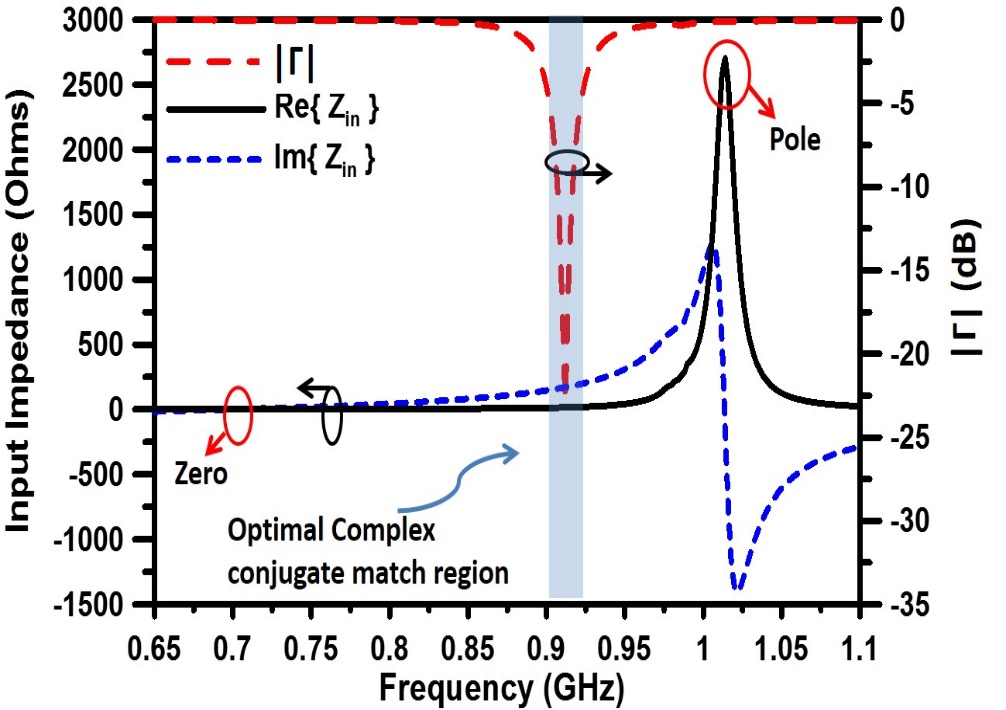 3000
2500
2000
1500
1000
500
0
-500
-1000
-1500
Input Impedance (Ohms)
|Γ|
Re{ Zin }
Im{ Zin }
Pole
Zero
Optimal Complex
conjugate match region
0
-5
-10
-15
-20
-25
-30
-35
|Γ| (dB)
0.65 0.7 0.75 0.8 0.85 0.9 0.95 1 1.05 1.1
Frequency (GHz)